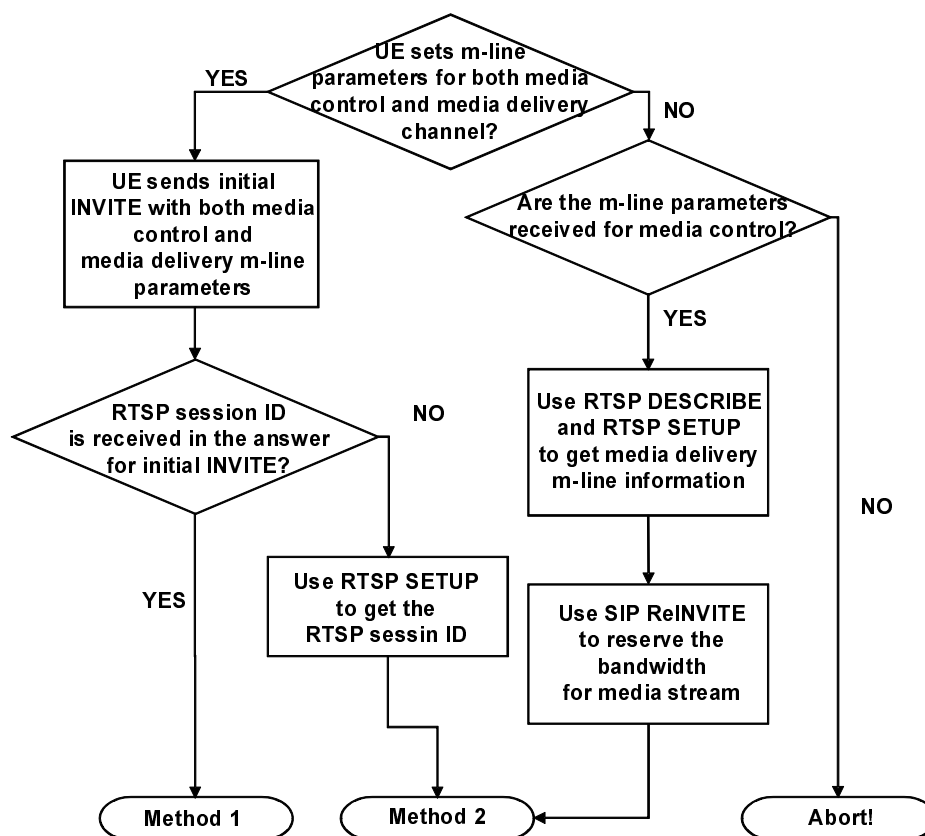 UE sets m-line
parameters for both media
control and media delivery
channel?
YES
NO
UE sends initial
INVITE with both media
control and
media delivery m-line
parameters
Are the m-line parameters
received for media control?
YES
NO
RTSP session ID
is received in the answer
for initial INVITE?
NO
YES
Use RTSP DESCRIBE
and RTSP SETUP
to get media delivery
m-line information
Use RTSP SETUP
to get the
RTSP sessin ID
Use SIP ReINVITE
to reserve the
bandwidth
for media stream
Method 1
Method 2
Abort!